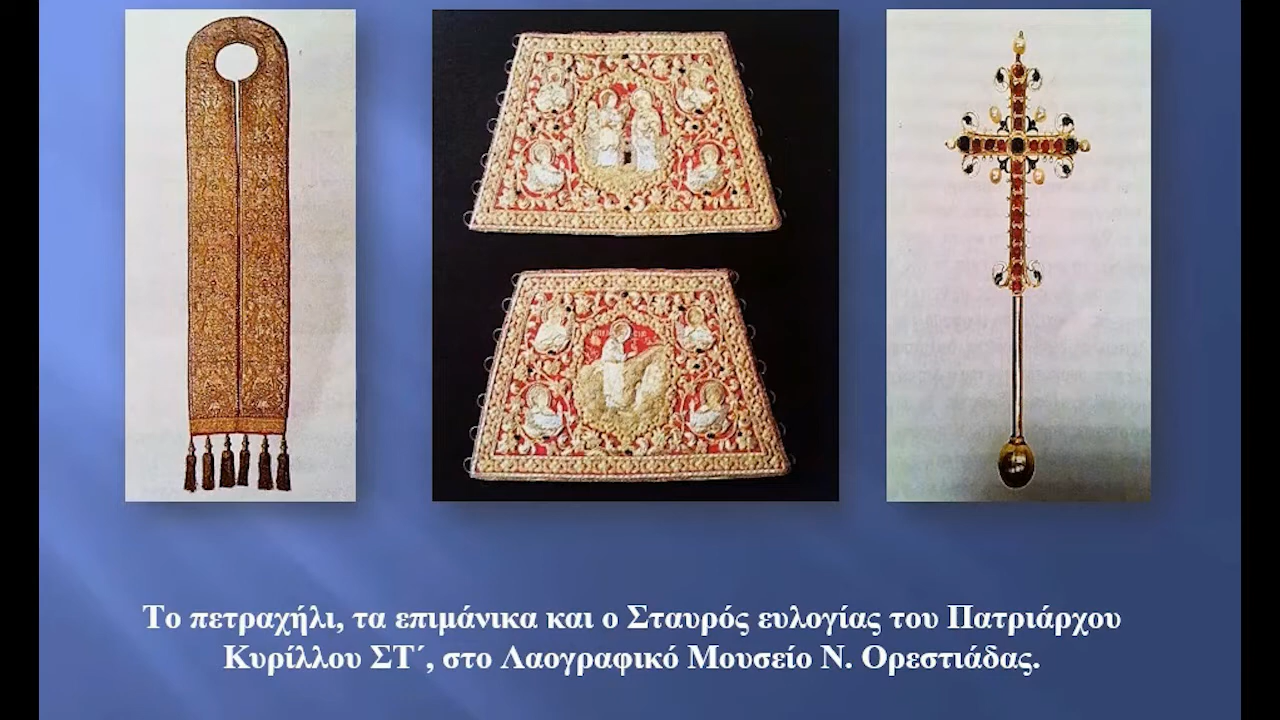 Το πετραχήλι, τα επιμάνικα και ο Σταυρός ευλογίας του Πατριάρχου
Κυρίλλου ΣΤ΄, στο Λαογραφικό Μουσείο Ν. Ορεστιάδας.